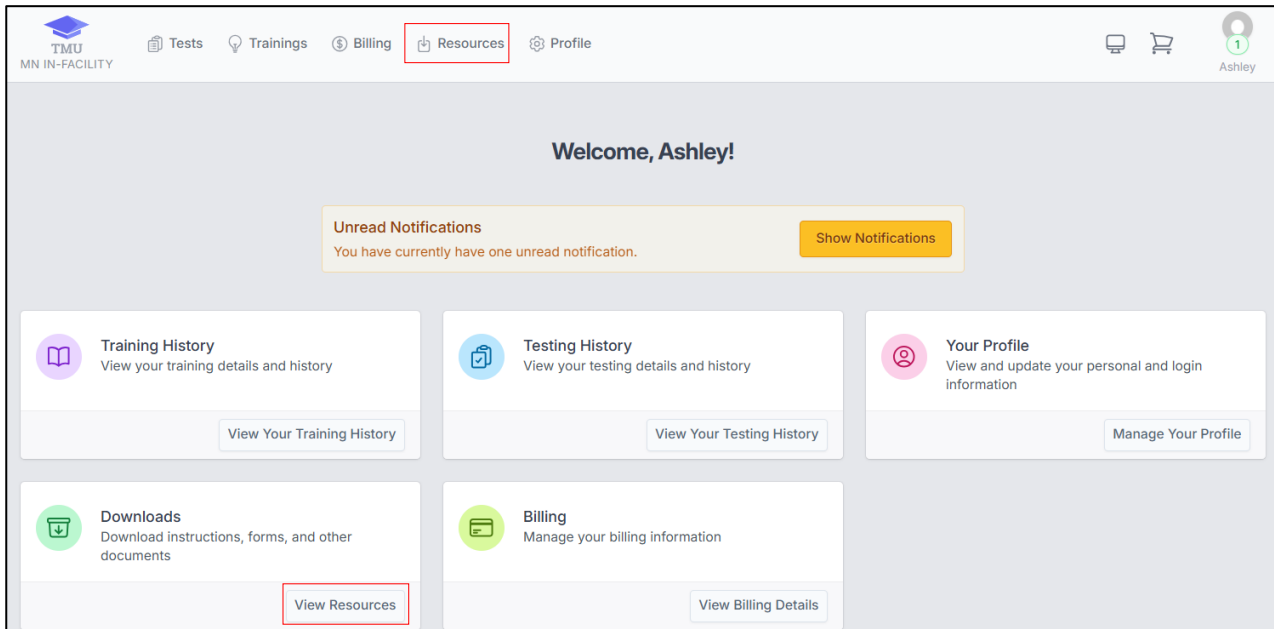 TMU
MN IN-FACILITY
Tests
Trainings
Billing
Resources
Profile
1
Ashley
Welcome, Ashley!
Unread Notifications
You have currently have one unread notification.
Show Notifications
Training History
View your training details and history
View Your Training History
Testing History
View your testing details and history
View Your Testing History
Your Profile
View and update your personal and login
information
Manage Your Profile
Downloads
Download instructions, forms, and other
documents
View Resources
Billing
Manage your billing information
View Billing Details